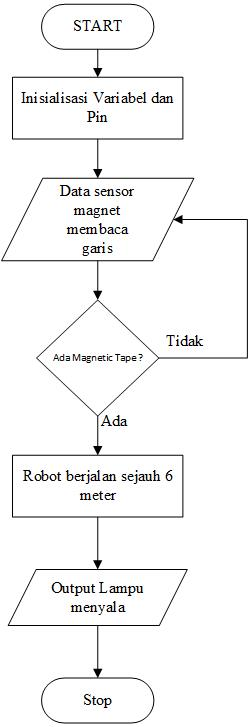 START
Inisialisasi Variabel dan
Pin
Data sensor
magnet
membaca
garis
Ada Magnetic Tape ?
Tidak
Ada
Robot berjalan sejauh 6
meter
Output Lampu
menyala
Stop